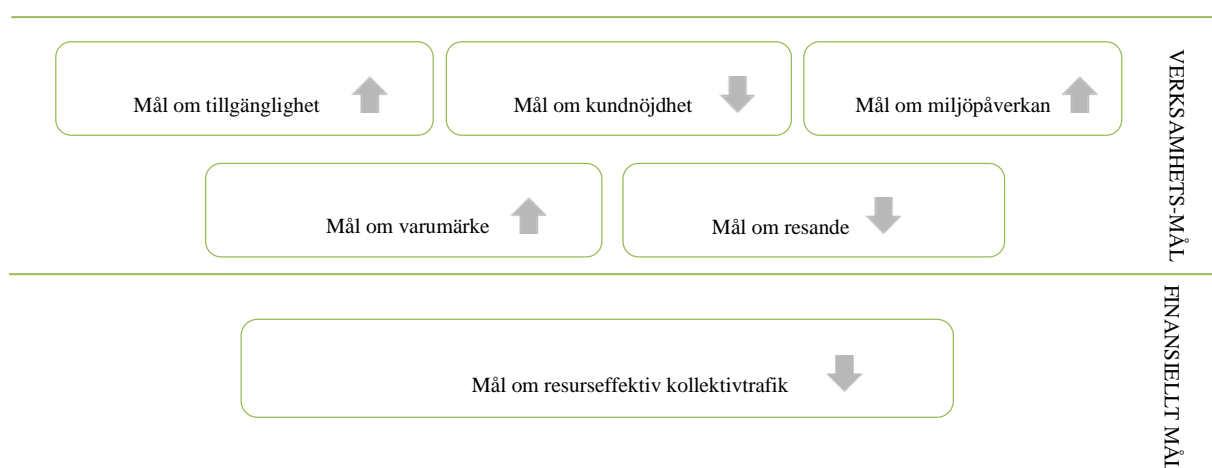 Mål om tillgänglighet
Mål om kundnöjdhet
Mål om miljöpåverkan
Mål om varumärke
Mål om resande
VERKSAMHETS-MÅL
Mål om resurseffektiv kollektivtrafik
FINANSIELLT MÅL